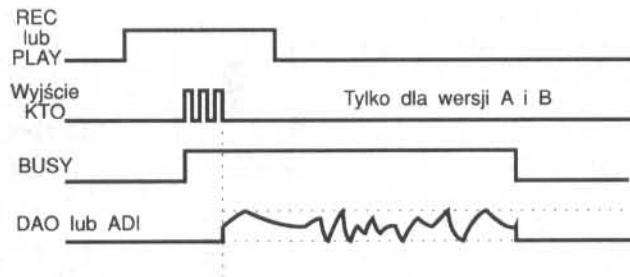 REC
lub
PLAY
Wyjście
KTO
Tylko dla wersji A i B
BUSY
DAO lub ADI